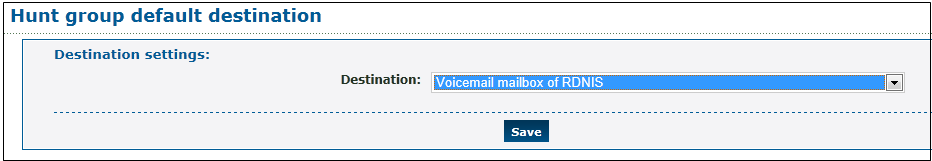 Hunt group default destination
Destination settings:
Destination: Voicemail mailbox of RDNIS
Save